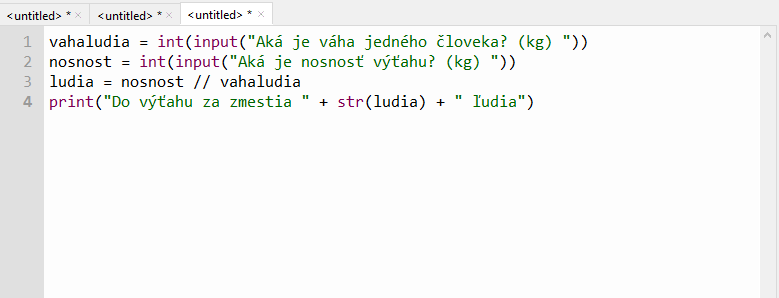 <untitled> * × <untitled> * × <untitled> * ×
1 vahaludia = int(input("Aká je váha jedného človeka? (kg) "))
2 nosnost = int(input("Aká je nosnosť výťahu? (kg) "))
3 ludia = nosnost // vahaludia
4 print("Do výťahu za zmestia " + str(ludia) + " Ľudia")